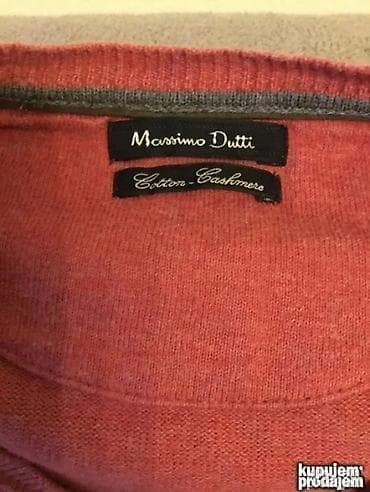 Massimo Dutti
Cotton - Cashmere
kupujem
prodajem